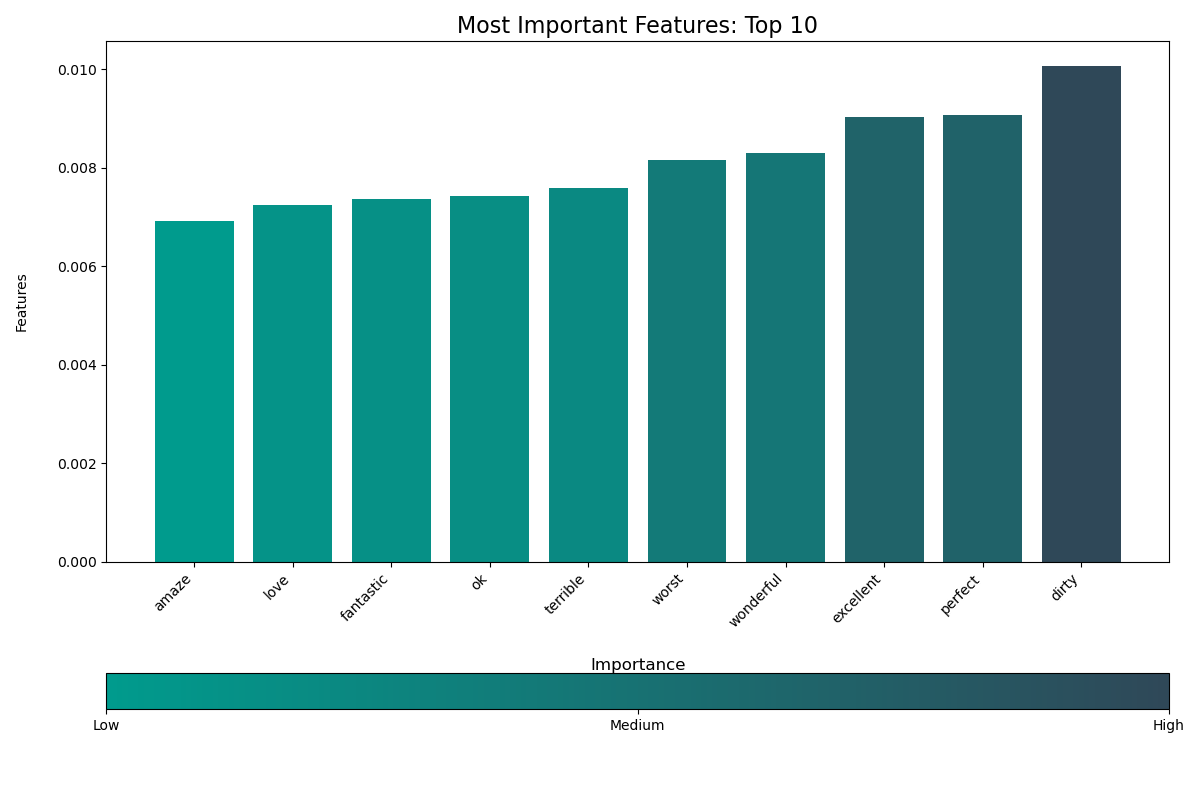 Most Important Features: Top 10
Features
0.010
0.008
0.006
0.004
0.002
0.000
amaze
love
fantastic
ok
terrible
worst
wonderful
excellent
perfect
dirty
Importance
Low
Medium
High